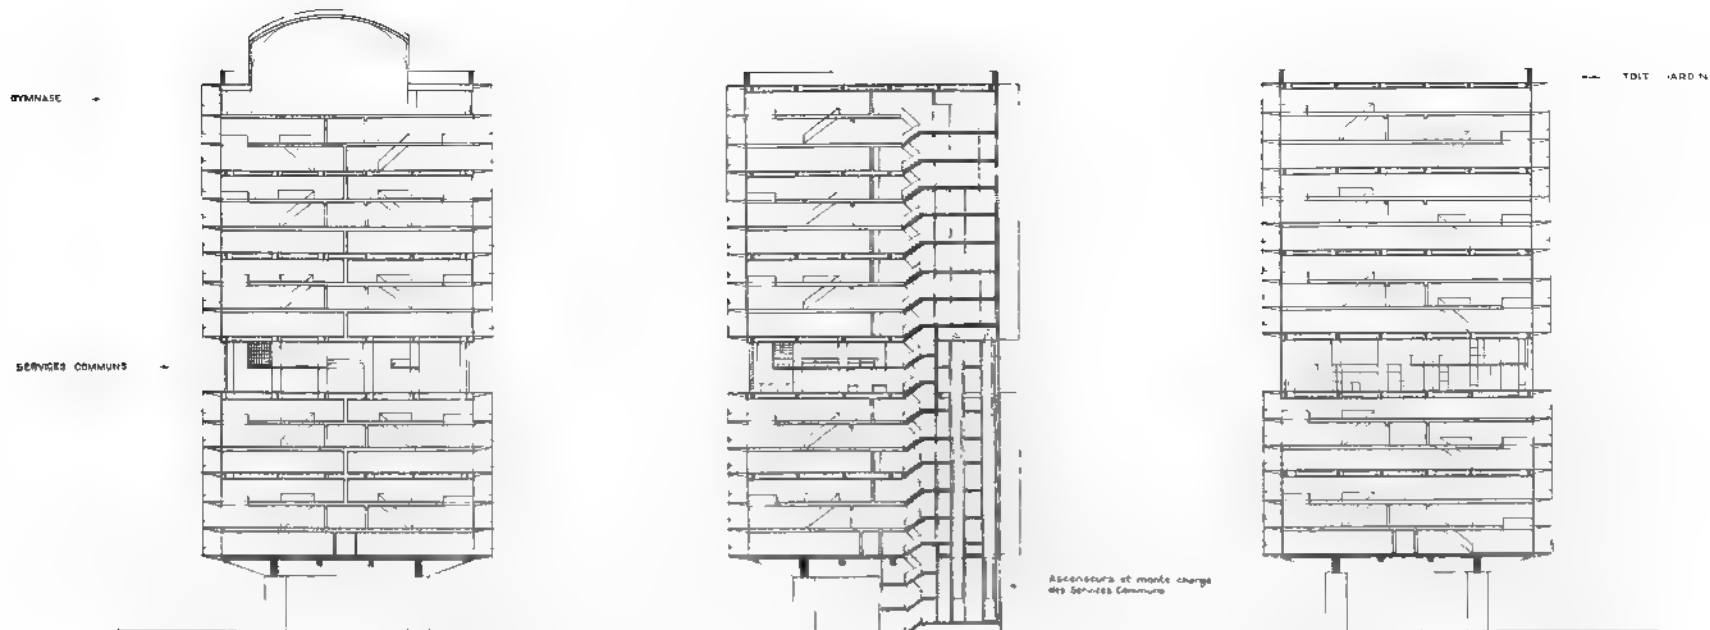 GYMNASE
TOIT JARDIN
SERVICES COMMUNS
Ascenseurs et monte charge
des Services Communs